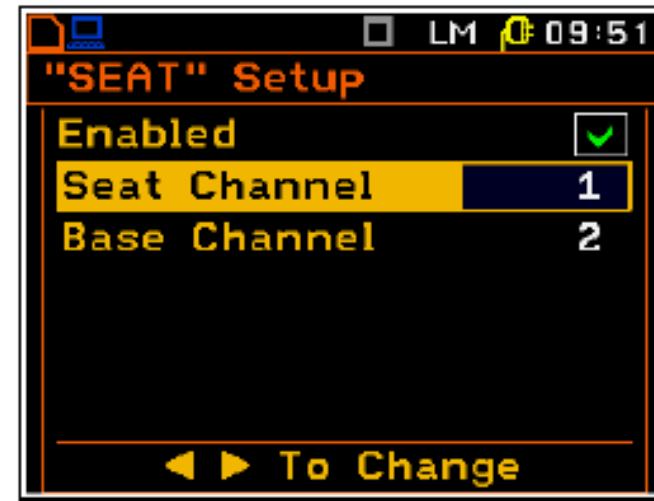 LM 09:51
"SEAT" Setup
Enabled
Seat Channel 1
Base Channel 2
◄ ► To Change